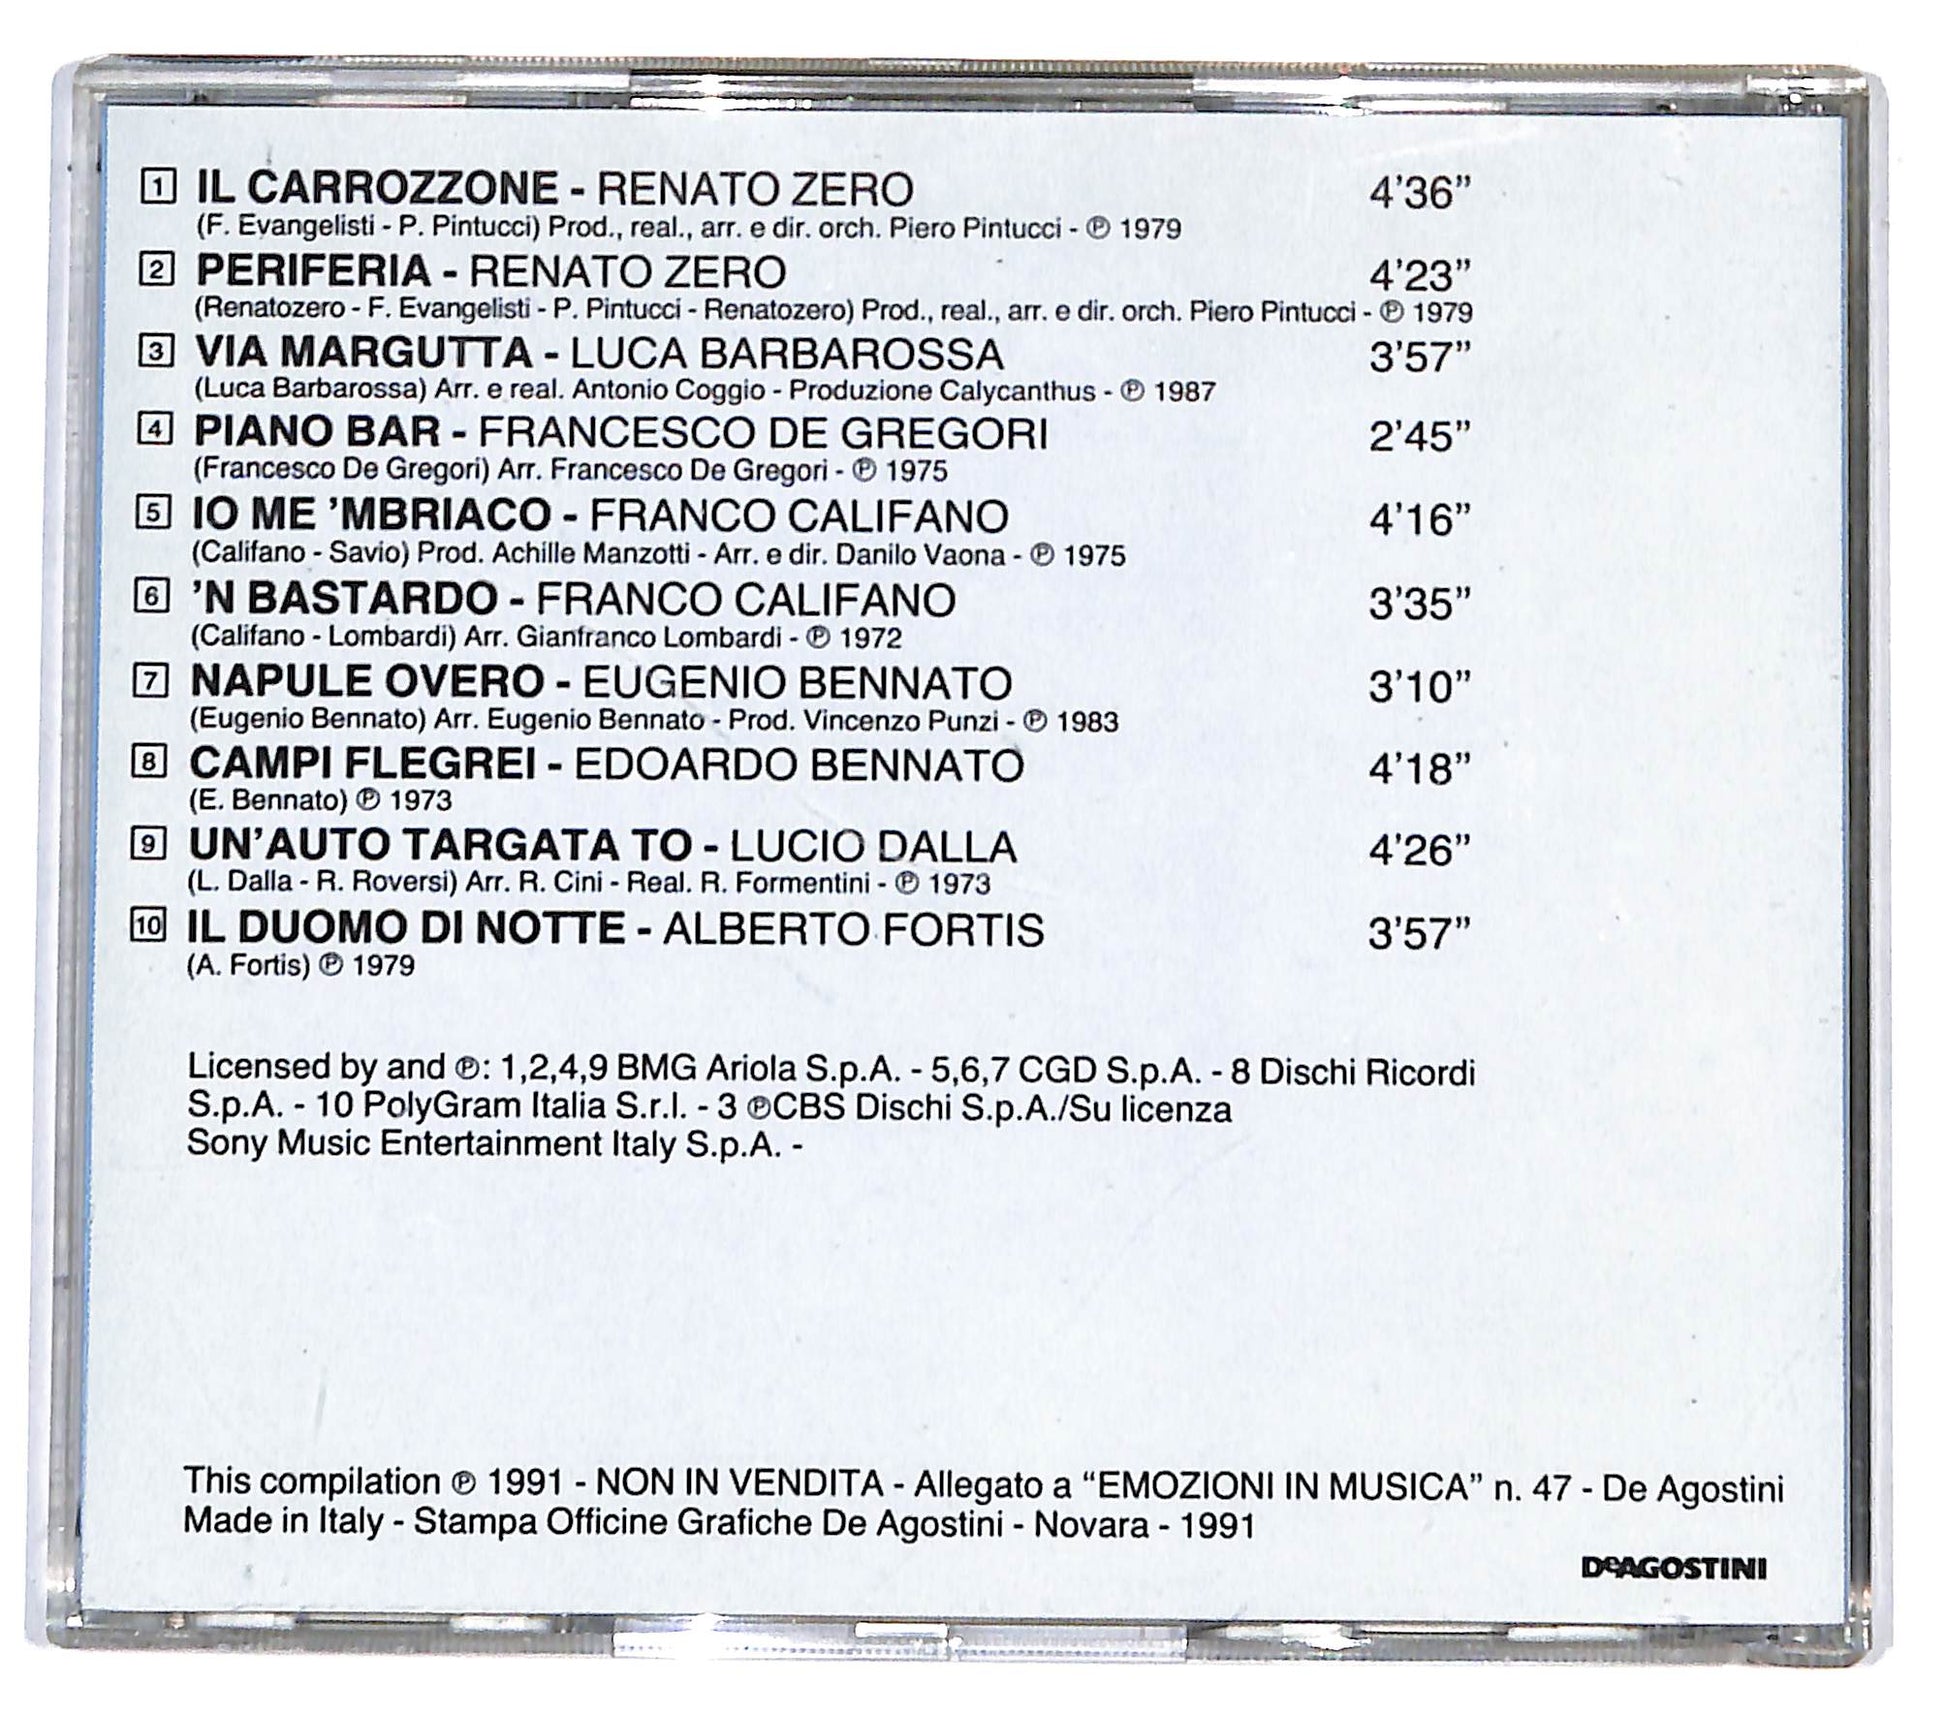 1 IL CARROZZONE - RENATO ZERO 4'36"
(F. Evangelisti - P. Pintucci) Prod., real., arr. e dir. orch. Piero Pintucci - ℗ 1979
2 PERIFERIA - RENATO ZERO 4'23"
(Renatozero - F. Evangelisti - P. Pintucci - Renatozero) Prod., real., arr. e dir. orch. Piero Pintucci - ℗ 1979
3 VIA MARGUTTA - LUCA BARBAROSSA 3'57"
(Luca Barbarossa) Arr. e real. Antonio Coggio - Produzione Calycanthus - ℗ 1987
4 PIANO BAR - FRANCESCO DE GREGORI 2'45"
(Francesco De Gregori) Arr. Francesco De Gregori - ℗ 1975
5 IO ME 'MBRIACO - FRANCO CALIFANO 4'16"
(Califano - Savio) Prod. Achille Manzotti - Arr. e dir. Danilo Vaona - ℗ 1975
6 'N BASTARDO - FRANCO CALIFANO 3'35"
(Califano - Lombardi) Arr. Gianfranco Lombardi - ℗ 1972
7 NAPULE OVERO - EUGENIO BENNATO 3'10"
(Eugenio Bennato) Arr. Eugenio Bennato - Prod. Vincenzo Punzi - ℗ 1983
8 CAMPI FLEGREI - EDOARDO BENNATO 4'18"
(E. Bennato) ℗ 1973
9 UN'AUTO TARGATA TO - LUCIO DALLA 4'26"
(L. Dalla - R. Roversi) Arr. R. Cini - Real. R. Formentini - ℗ 1973
10 IL DUOMO DI NOTTE - ALBERTO FORTIS 3'57"
(A. Fortis) ℗ 1979
Licensed by and ℗: 1,2,4,9 BMG Ariola S.p.A. - 5,6,7 CGD S.p.A. - 8 Dischi Ricordi
S.p.A. - 10 PolyGram Italia S.r.l. - 3 ℗CBS Dischi S.p.A./Su licenza
Sony Music Entertainment Italy S.p.A. -
This compilation ℗ 1991 - NON IN VENDITA - Allegato a "EMOZIONI IN MUSICA" n. 47 - De Agostini
Made in Italy - Stampa Officine Grafiche De Agostini - Novara - 1991
DeAGOSTINI